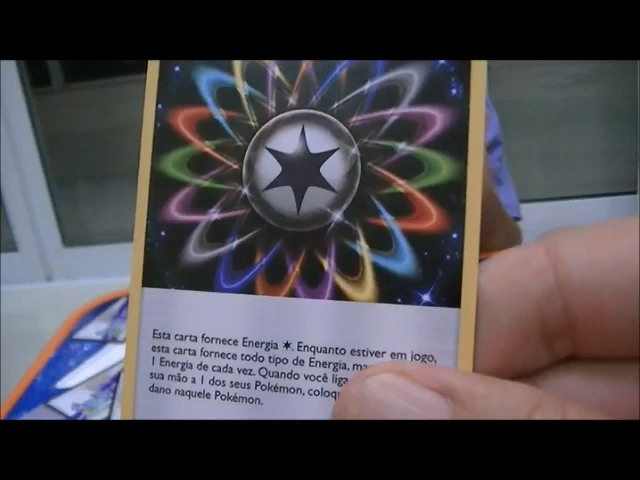 Esta carta fornece Energia ✶. Enquanto estiver em jogo,
esta carta fornece todo tipo de Energia, ma
1 Energia de cada vez. Quando você liga
sua mão a 1 dos seus Pokémon, coloq
dano naquele Pokémon.